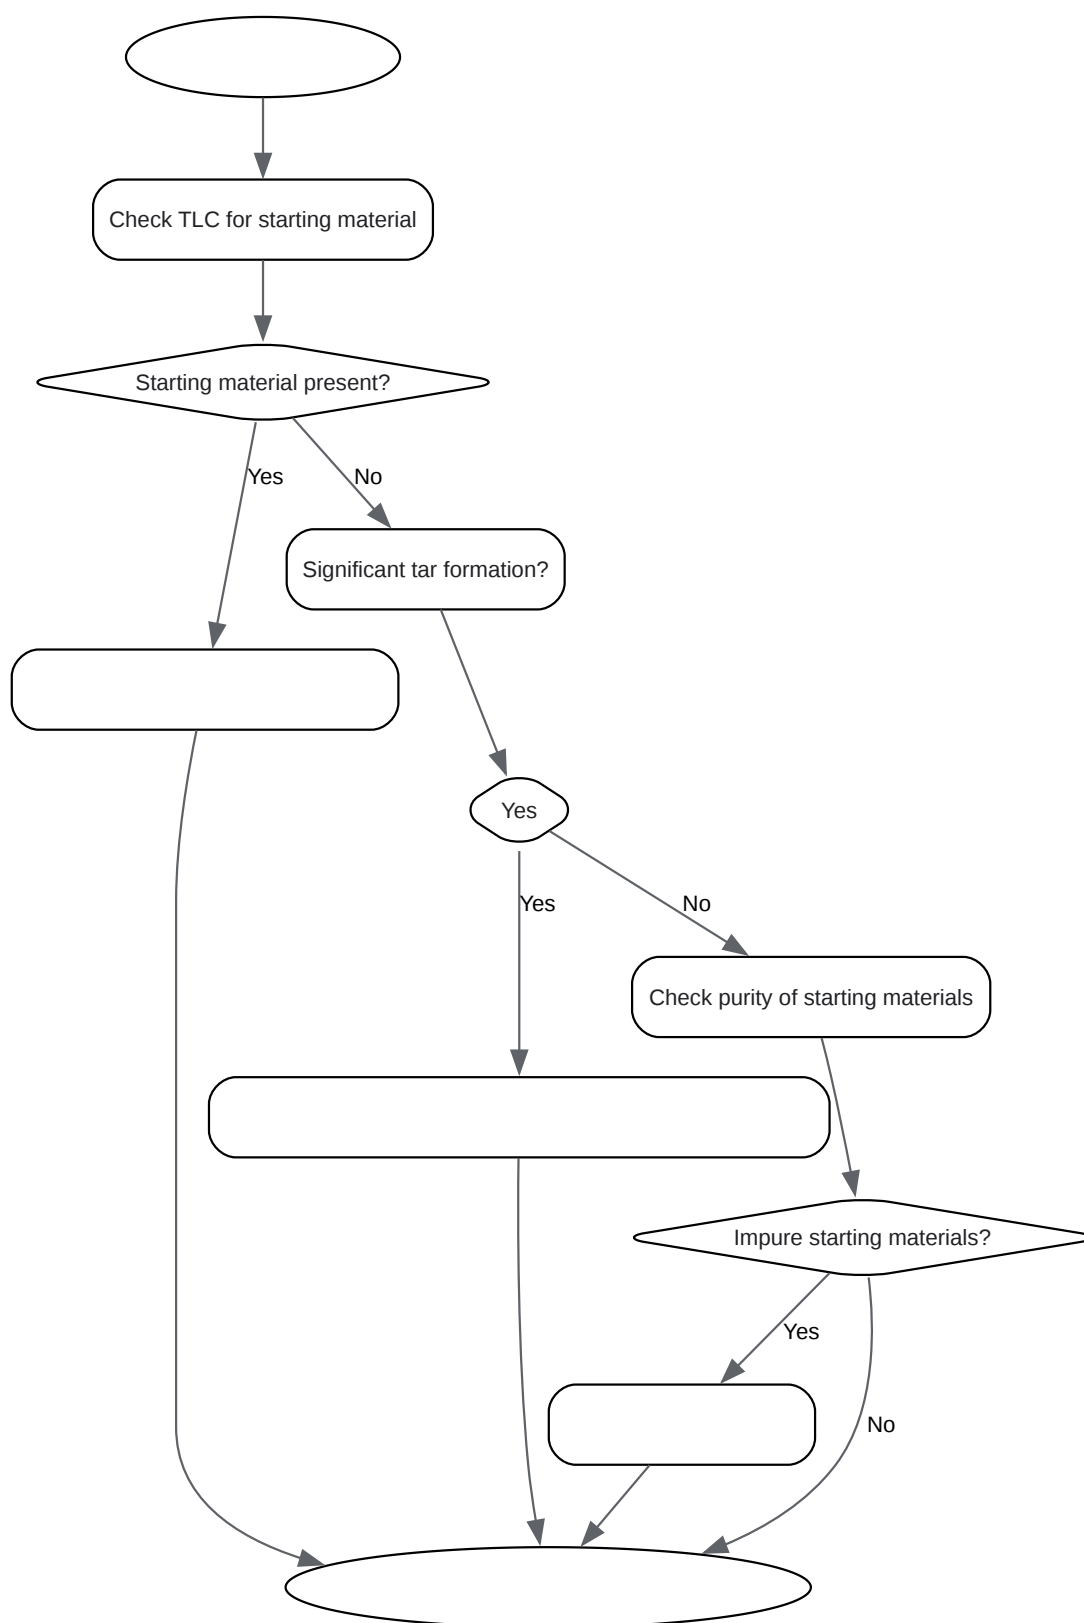 Check TLC for starting material
Starting material present?
Yes
No
Significant tar formation?
Yes
Yes
No
Check purity of starting materials
Impure starting materials?
Yes
No